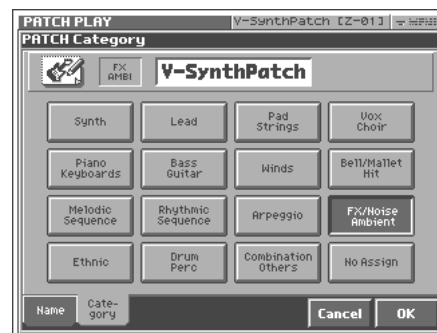 PATCH PLAY V-SynthPatch [Z-01]
PATCH Category
FX AMBI V-SynthPatch
Synth Lead Pad Strings Vox Choir
Piano Keyboards Bass Guitar Winds Bell/Mallet Hit
Melodic Sequence Rhythmic Sequence Arpeggio FX/Noise Ambient
Ethnic Drum Perc Combination Others No Assign
Name Cate-gory Cancel OK